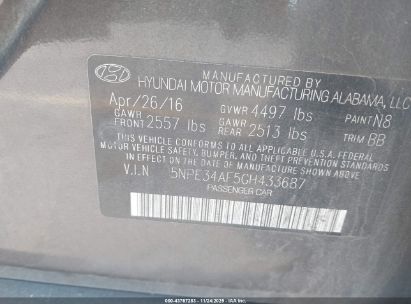 MANUFACTURED BY
HYUNDAI MOTOR MANUFACTURING ALABAMA, LLC
Apr/26/16 GVWR 4497 lbs PAINT N8
GAWR FRONT 2557 lbs GAWR REAR 2513 lbs TRIM BB
THIS VEHICLE CONFORMS TO ALL APPLICABLE U.S.A. FEDERAL
MOTOR VEHICLE SAFETY, BUMPER, AND THEFT PREVENTION STANDARDS
IN EFFECT ON THE DATE OF MANUFACTURE SHOWN ABOVE.
V.I.N 5NPE34AF5GH433687
PASSENGER CAR